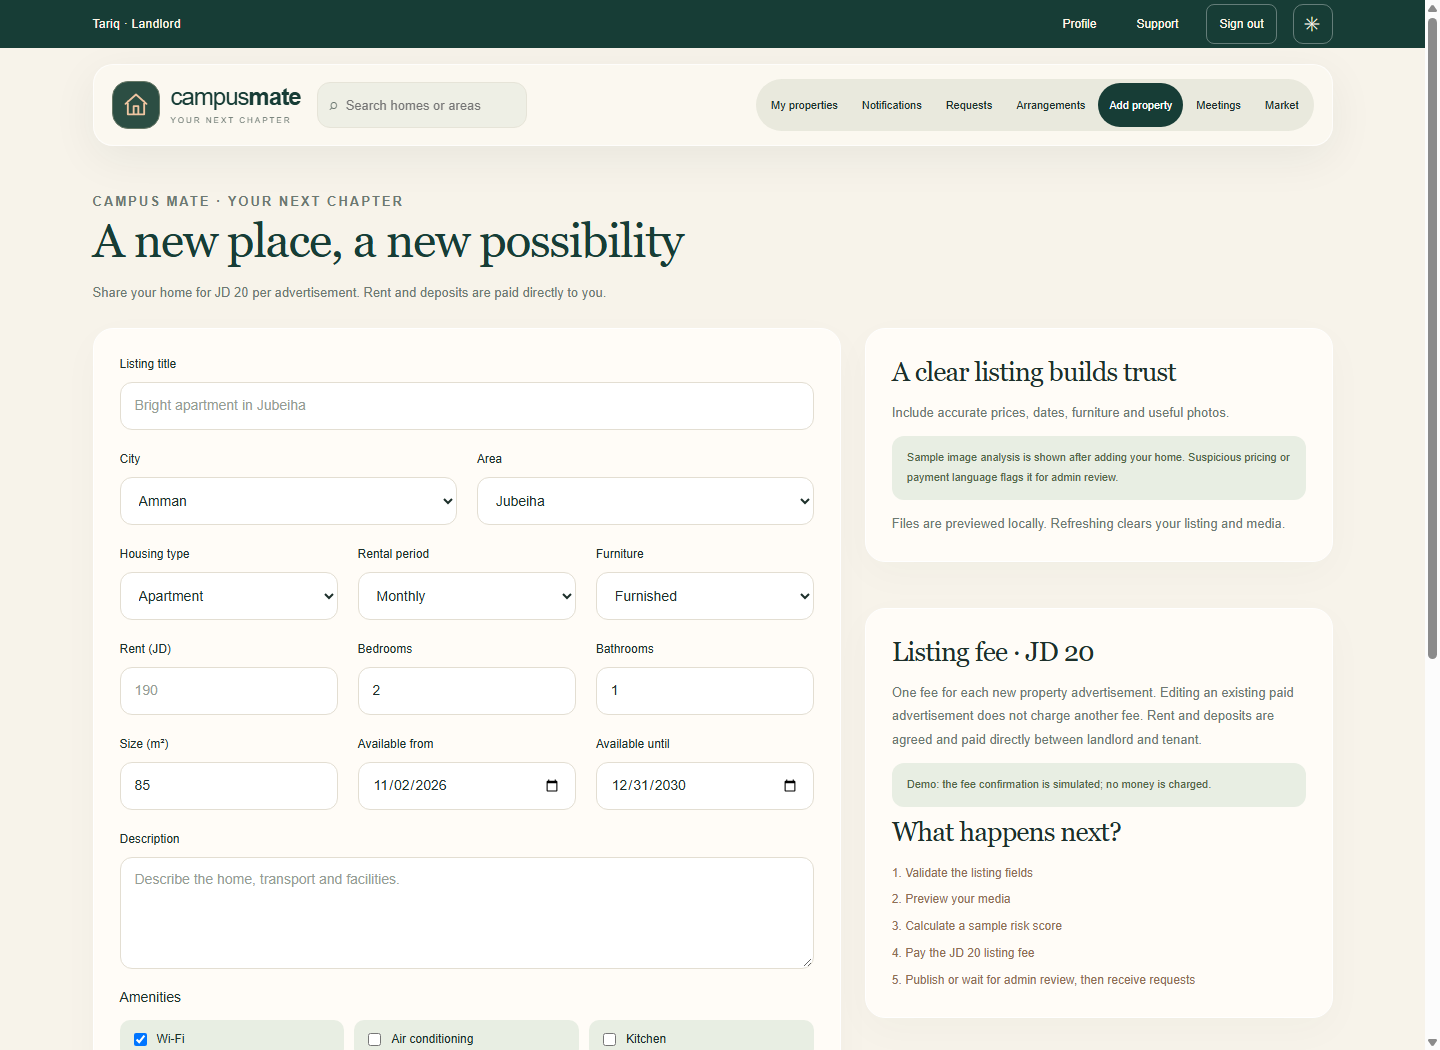 Tariq · Landlord
Profile
Support
Sign out
campusmate
YOUR NEXT CHAPTER
Search homes or areas
My properties
Notifications
Requests
Arrangements
Add property
Meetings
Market
CAMPUS MATE · YOUR NEXT CHAPTER
A new place, a new possibility
Share your home for JD 20 per advertisement. Rent and deposits are paid directly to you.
Listing title
Bright apartment in Jubeiha
City
Area
Amman
Jubeiha
Housing type
Rental period
Furniture
Apartment
Monthly
Furnished
Rent (JD)
Bedrooms
Bathrooms
190
2
1
Size (m²)
Available from
Available until
85
11/02/2026
12/31/2030
Description
Describe the home, transport and facilities.
Amenities
Wi-Fi
Air conditioning
Kitchen
A clear listing builds trust
Include accurate prices, dates, furniture and useful photos.
Sample image analysis is shown after adding your home. Suspicious pricing or
payment language flags it for admin review.
Files are previewed locally. Refreshing clears your listing and media.
Listing fee · JD 20
One fee for each new property advertisement. Editing an existing paid
advertisement does not charge another fee. Rent and deposits are
agreed and paid directly between landlord and tenant.
Demo: the fee confirmation is simulated; no money is charged.
What happens next?
1. Validate the listing fields
2. Preview your media
3. Calculate a sample risk score
4. Pay the JD 20 listing fee
5. Publish or wait for admin review, then receive requests